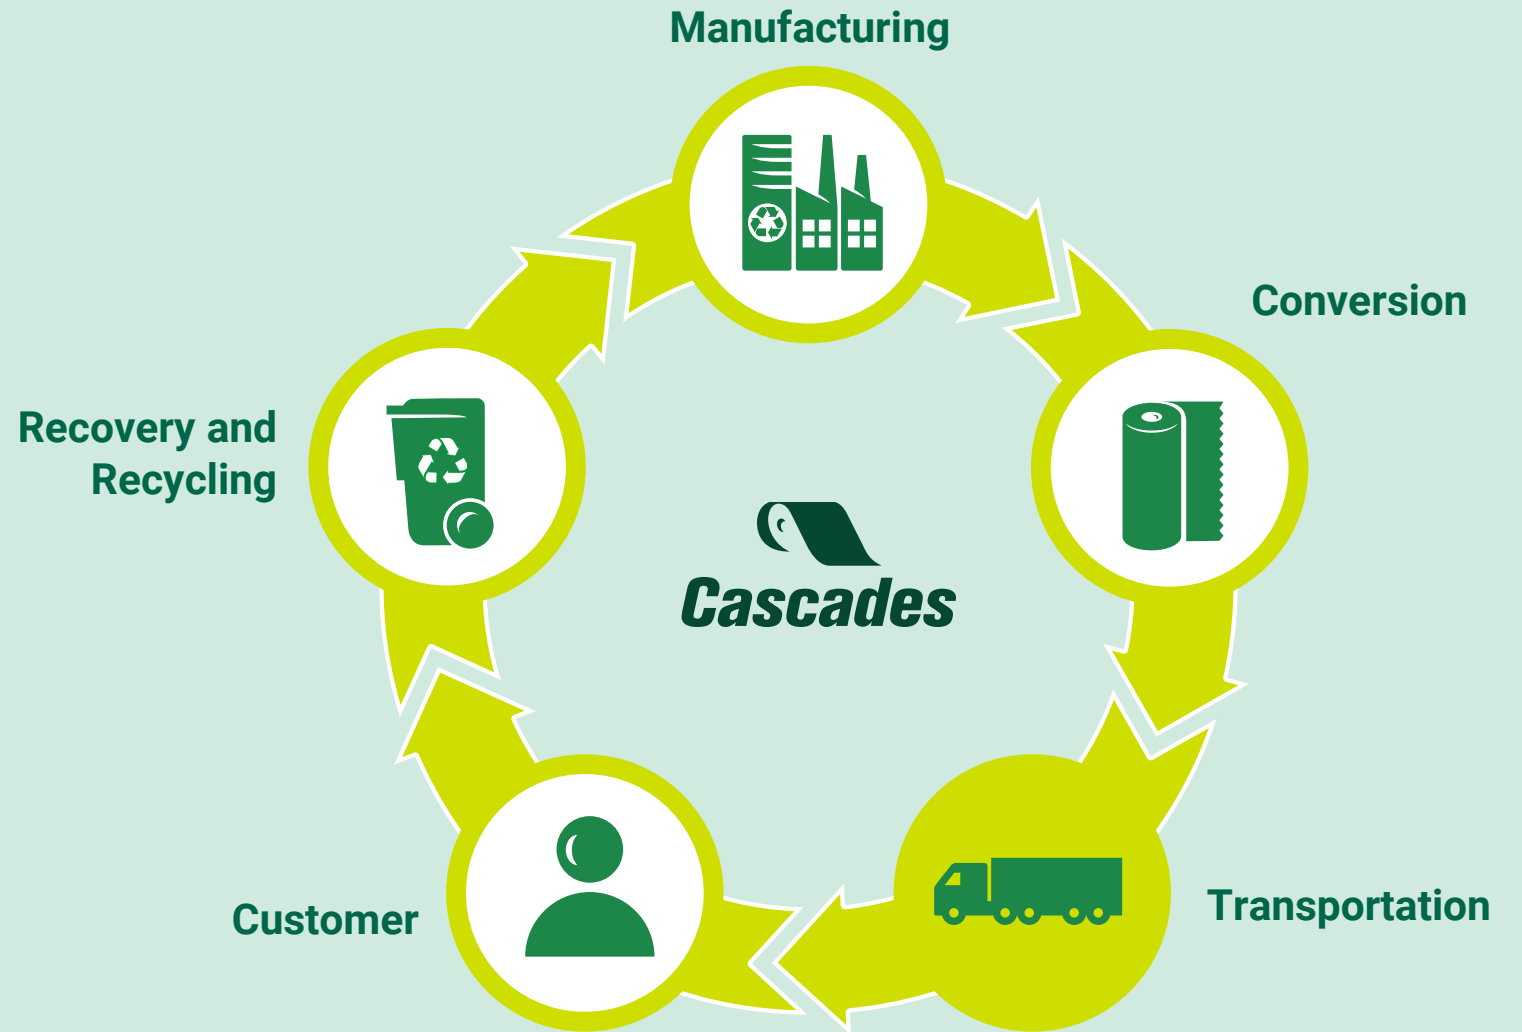 Manufacturing
Conversion
Recovery and
Recycling
Cascades
Customer
Transportation